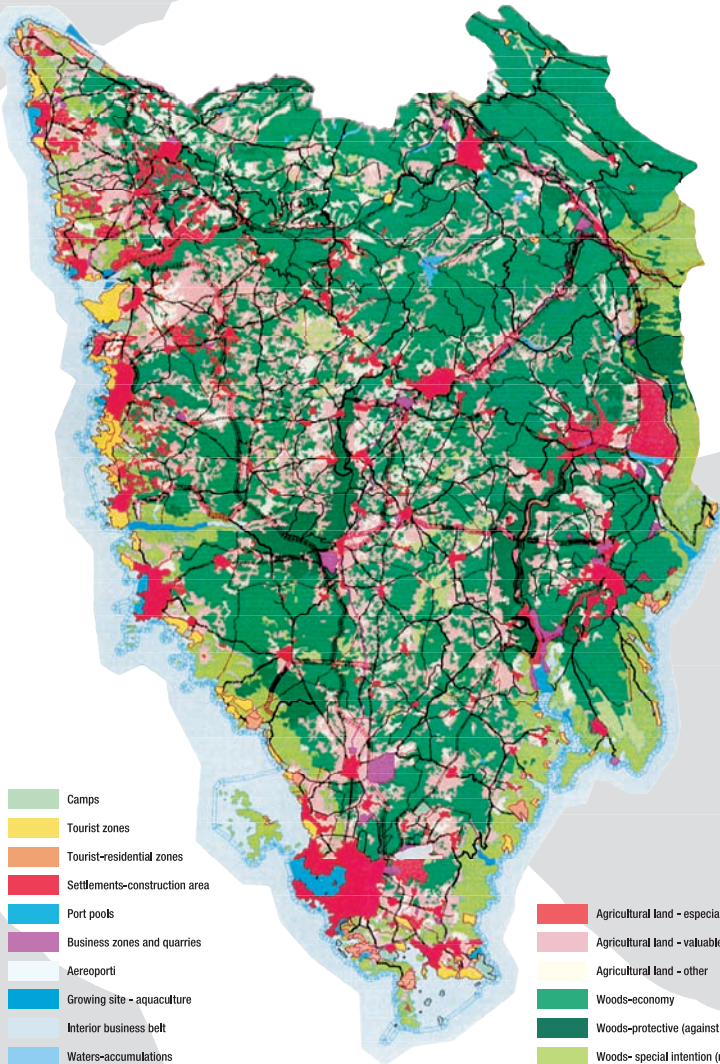 Camps
Tourist zones
Tourist-residential zones
Settlements-construction area
Port pools
Business zones and quarries
Aereoporti
Growing site - aquaculture
Interior business belt
Waters-accumulations
Agricultural land - especia
Agricultural land - valuable
Agricultural land - other
Woods-economy
Woods-protective (against
Woods- special intention (